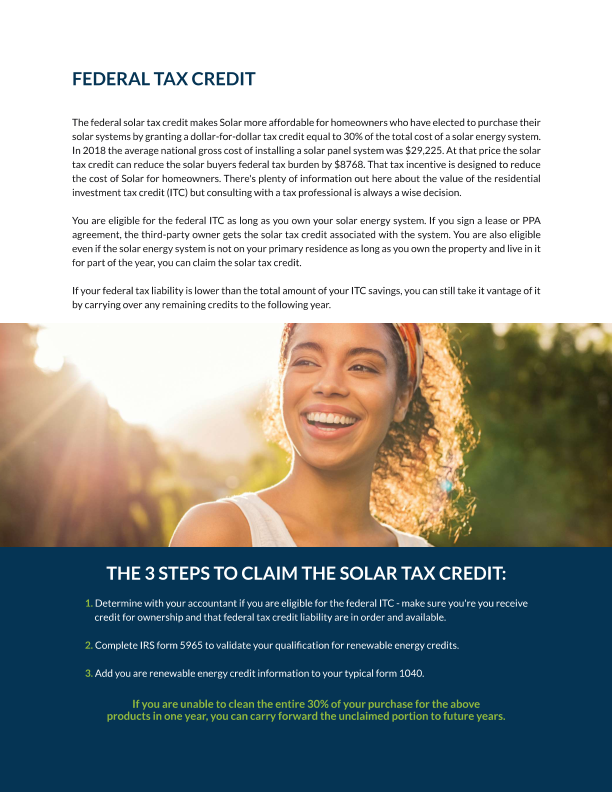 FEDERAL TAX CREDIT
The federal solar tax credit makes Solar more affordable for homeowners who have elected to purchase their
solar systems by granting a dollar-for-dollar tax credit equal to 30% of the total cost of a solar energy system.
In 2018 the average national gross cost of installing a solar panel system was $29,225. At that price the solar
tax credit can reduce the solar buyers federal tax burden by $8768. That tax incentive is designed to reduce
the cost of Solar for homeowners. There's plenty of information out here about the value of the residential
investment tax credit (ITC) but consulting with a tax professional is always a wise decision.
You are eligible for the federal ITC as long as you own your solar energy system. If you sign a lease or PPA
agreement, the third-party owner gets the solar tax credit associated with the system. You are also eligible
even if the solar energy system is not on your primary residence as long as you own the property and live in it
for part of the year, you can claim the solar tax credit.
If your federal tax liability is lower than the total amount of your ITC savings, you can still take it vantage of it
by carrying over any remaining credits to the following year.
THE 3 STEPS TO CLAIM THE SOLAR TAX CREDIT:
1. Determine with your accountant if you are eligible for the federal ITC - make sure you're you receive
credit for ownership and that federal tax credit liability are in order and available.
2. Complete IRS form 5965 to validate your qualification for renewable energy credits.
3. Add you are renewable energy credit information to your typical form 1040.
If you are unable to clean the entire 30% of your purchase for the above
products in one year, you can carry forward the unclaimed portion to future years.